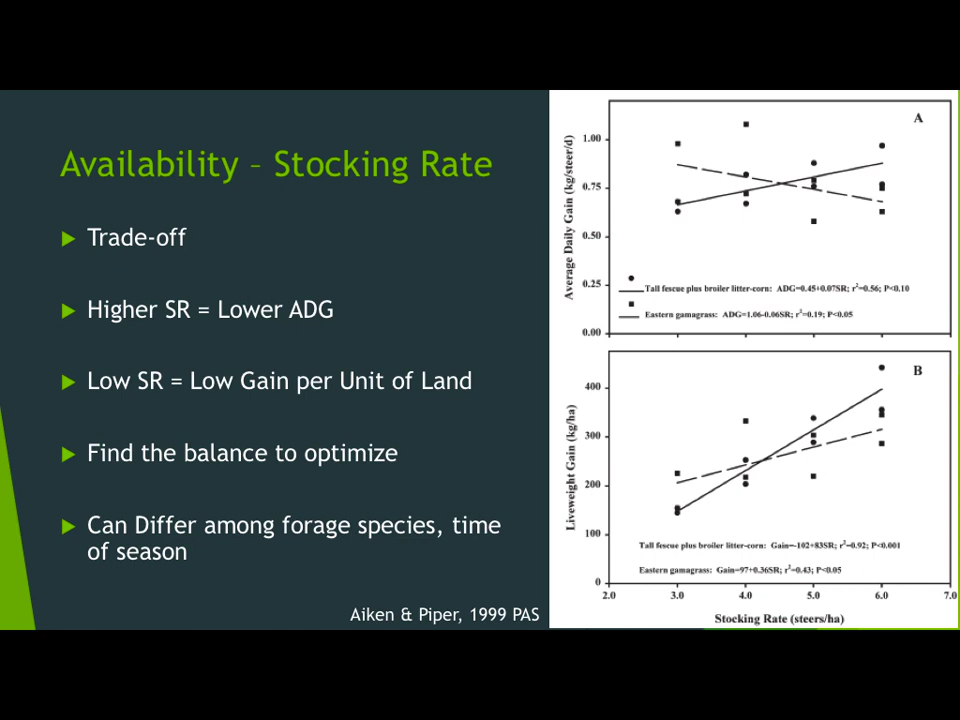 Availability – Stocking Rate
Trade-off
Higher SR = Lower ADG
Low SR = Low Gain per Unit of Land
Find the balance to optimize
Can Differ among forage species, time
of season
Aiken & Piper, 1999 PAS
A
Average Daily Gain (kg/steer/d)
1.00
0.75
0.50
0.25
0.00
Tall fescue plus broiler litter-corn: ADG=0.45+0.07SR; r²=0.56; P<0.10
Eastern gamagrass: ADG=1.06-0.06SR; r²=0.19; P<0.05
B
Liveweight Gain (kg/ha)
400
300
200
100
0
Tall fescue plus broiler litter-corn: Gain=-102+83SR; r²=0.92; P<0.001
Eastern gamagrass: Gain=97+0.36SR; r²=0.43; P<0.05
2.0 3.0 4.0 5.0 6.0 7.0
Stocking Rate (steers/ha)